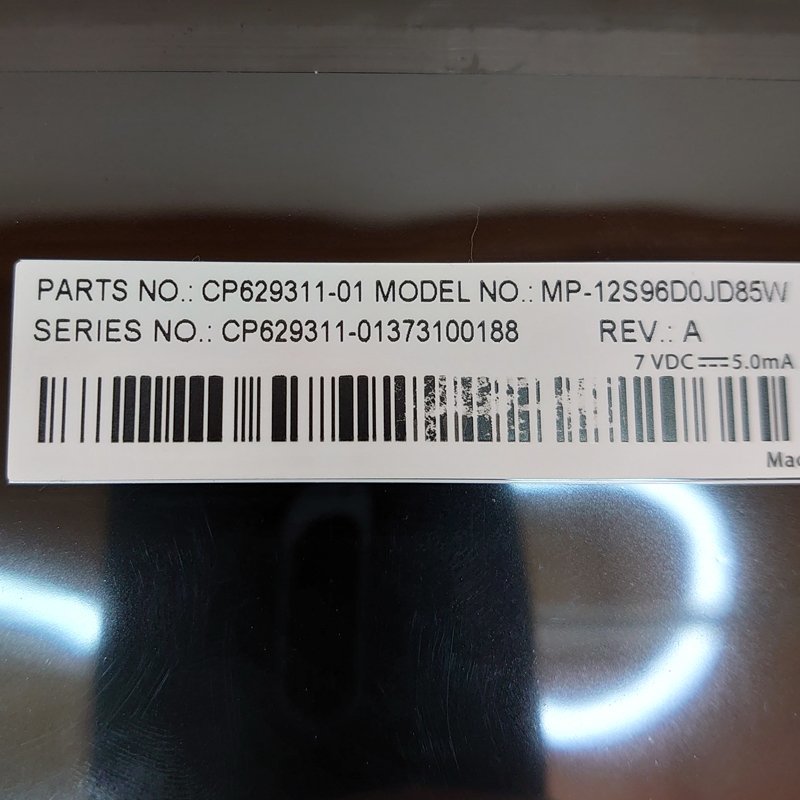 PARTS NO.: CP629311-01 MODEL NO.: MP-12S96D0JD85W
SERIES NO.: CP629311-01373100188 REV.: A
7 VDC⎓5.0mA